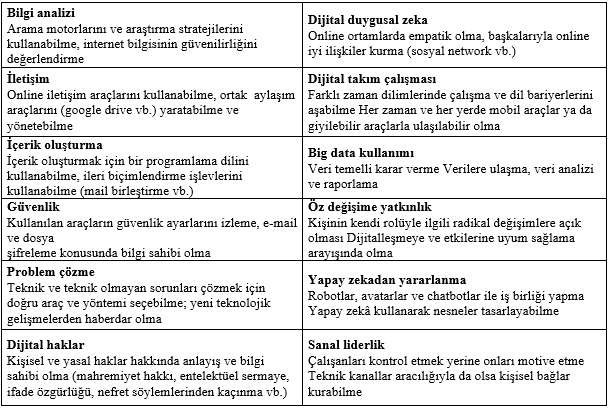 Bilgi analizi
Arama motorlarını ve araştırma stratejilerini
kullanabilme, internet bilgisinin güvenilirliğini
değerlendirme
Dijital duygusal zeka
Online ortamlarda empatik olma, başkalarıyla online
iyi ilişkiler kurma (sosyal network vb.)
İletişim
Online iletişim araçlarını kullanabilme, ortak aylaşım
araçlarını (google drive vb.) yaratabilme ve
yönetebilme
Dijital takım çalışması
Farklı zaman dilimlerinde çalışma ve dil bariyerlerini
aşabilme Her zaman ve her yerde mobil araçlar ya da
giyilebilir araçlarla ulaşılabilir olma
İçerik oluşturma
İçerik oluşturmak için bir programlama dilini
kullanabilme, ileri biçimlendirme işlevlerini
kullanabilme (mail birleştirme vb.)
Big data kullanımı
Veri temelli karar verme Verilere ulaşma, veri analizi
ve raporlama
Güvenlik
Kullanılan araçların güvenlik ayarlarını izleme, e-mail
ve dosya
şifreleme konusunda bilgi sahibi olma
Öz değişime yatkınlık
Kişinin kendi rolüyle ilgili radikal değişimlere açık
olması Dijitalleşmeye ve etkilerine uyum sağlama
arayışında olma
Problem çözme
Teknik ve teknik olmayan sorunları çözmek için
doğru araç ve yöntemi seçebilme; yeni teknolojik
gelişmelerden haberdar olma
Yapay zekadan yararlanma
Robotlar, avatarlar ve chatbotlar ile iş birliği yapma
Yapay zekâ kullanarak nesneler tasarlayabilme
Dijital haklar
Kişisel ve yasal haklar hakkında anlayış ve bilgi
sahibi olma (mahremiyet hakkı, entelektüel sermaye,
ifade özgürlüğü, nefret söylemlerinden kaçınma vb.)
Sanal liderlik
Çalışanları kontrol etmek yerine onları motive etme
Teknik kanallar aracılığıyla da olsa kişisel bağlar
kurabilme